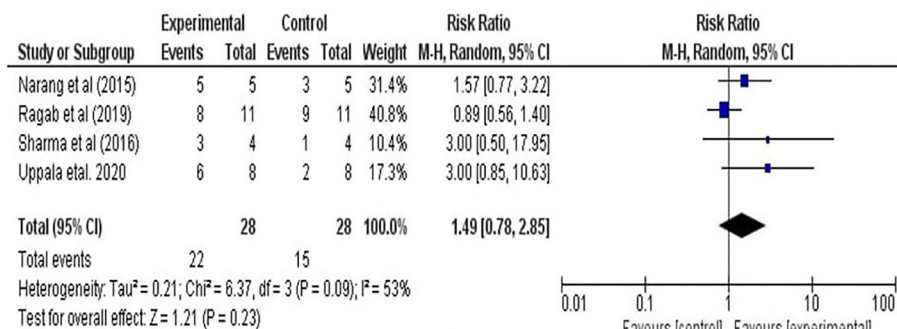 Experimental Control Risk Ratio Risk Ratio
Study or Subgroup Events Total Events Total Weight M-H, Random, 95% CI M-H, Random, 95% CI
Narang et al (2015) 5 5 3 5 31.4% 1.57 [0.77, 3.22]
Ragab et al (2019) 8 11 9 11 40.8% 0.89 [0.56, 1.40]
Sharma et al (2016) 3 4 1 4 10.4% 3.00 [0.50, 17.95]
Uppala etal. 2020 6 8 2 8 17.3% 3.00 [0.85, 10.63]
Total (95% CI) 28 28 100.0% 1.49 [0.78, 2.85]
Total events 22 15
Heterogeneity: Tau² = 0.21; Chi² = 6.37, df = 3 (P = 0.09); I² = 53%
Test for overall effect: Z = 1.21 (P = 0.23)
0.01 0.1 1 10 100
Favours [control] Favours [experimental]